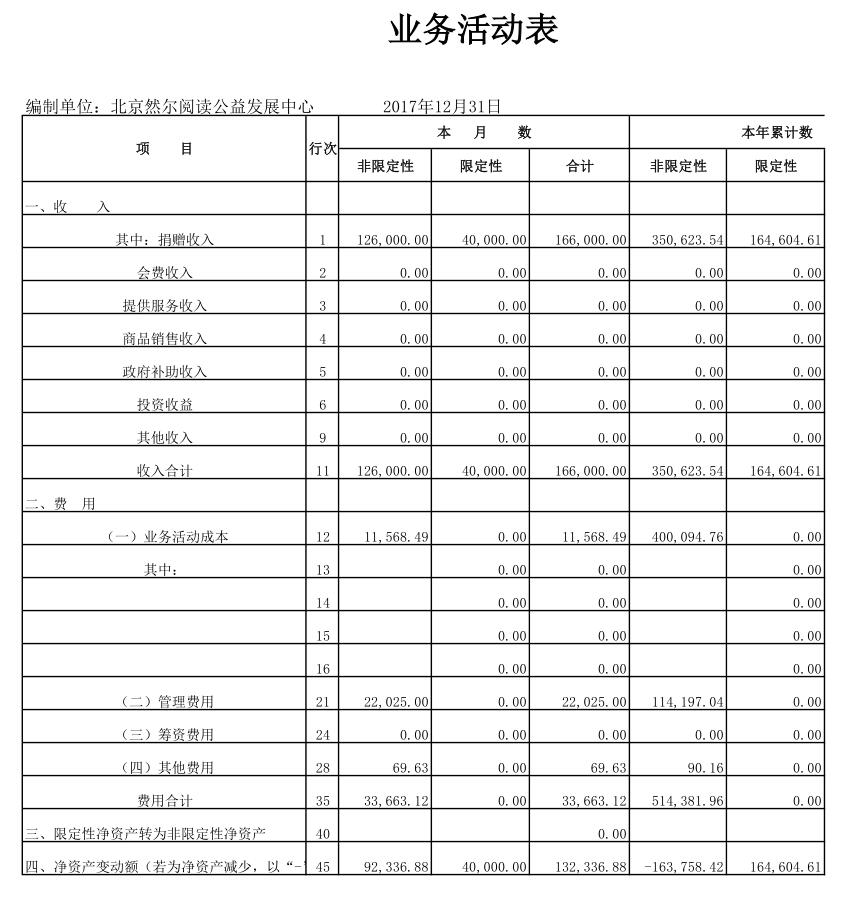 业务活动表
编制单位：北京然尔阅读公益发展中心 2017年12月31日
项 目 行次 本 月 数 本年累计数
非限定性 限定性 合计 非限定性 限定性
一、收 入
其中：捐赠收入 1 126,000.00 40,000.00 166,000.00 350,623.54 164,604.61
会费收入 2 0.00 0.00 0.00 0.00 0.00
提供服务收入 3 0.00 0.00 0.00 0.00 0.00
商品销售收入 4 0.00 0.00 0.00 0.00 0.00
政府补助收入 5 0.00 0.00 0.00 0.00 0.00
投资收益 6 0.00 0.00 0.00 0.00 0.00
其他收入 9 0.00 0.00 0.00 0.00 0.00
收入合计 11 126,000.00 40,000.00 166,000.00 350,623.54 164,604.61
二、费 用
（一）业务活动成本 12 11,568.49 0.00 11,568.49 400,094.76 0.00
其中： 13 0.00 0.00 0.00
14 0.00 0.00 0.00
15 0.00 0.00 0.00
16 0.00 0.00 0.00
（二）管理费用 21 22,025.00 0.00 22,025.00 114,197.04 0.00
（三）筹资费用 24 0.00 0.00 0.00 0.00 0.00
（四）其他费用 28 69.63 0.00 69.63 90.16 0.00
费用合计 35 33,663.12 0.00 33,663.12 514,381.96 0.00
三、限定性净资产转为非限定性净资产 40 0.00
四、净资产变动额（若为净资产减少，以“-” 45 92,336.88 40,000.00 132,336.88 -163,758.42 164,604.61